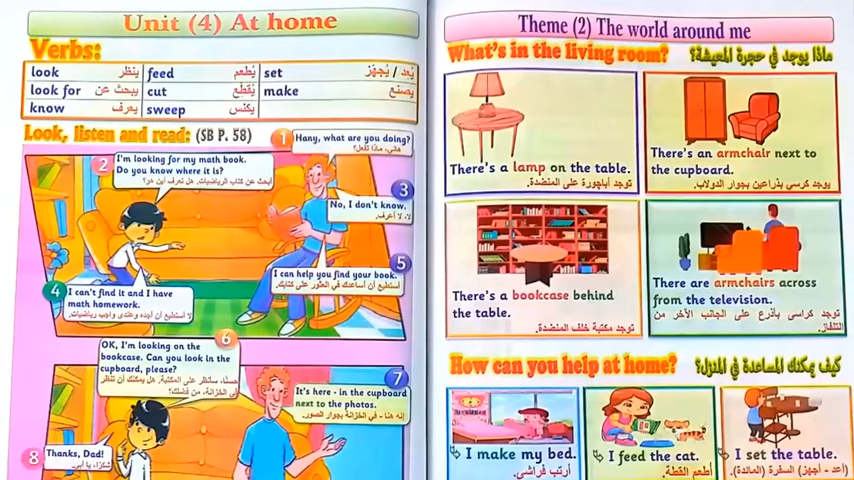 Unit (4) At home
Verbs:
look ينظر feed يُطعم set يُعِد / يُجهّز
look for يبحث عن cut يُقطع make يصنع
know يعرف sweep يكنس
Look, listen and read: (SB P. 58)
1 Hany, what are you doing?
هاني، ماذا تفعل؟
2 I'm looking for my math book.
Do you know where it is?
أبحث عن كتاب الرياضيات. هل تعرف أين هو؟
3 No, I don't know.
لا، لا أعرف.
4 I can't find it and I have
math homework.
لا أستطيع أن أجده وعندى واجب رياضيات.
5 I can help you find your book.
أستطيع أن أساعدك في العثور على كتابك.
6 OK, I'm looking on the
bookcase. Can you look in the
cupboard, please?
حسنًا، سأنظر على المكتبة. هل يمكنك أن تنظر
في الخزانة، من فضلك؟
7 It's here - in the cupboard
next to the photos.
إنه هنا - في الخزانة بجوار الصور.
8 Thanks, Dad!
شكرًا، يا أبى.
Theme (2) The world around me
What's in the living room? ماذا يوجد في حجرة المعيشة؟
There's a lamp on the table.
توجد أباجورة على المنضدة.
There's an armchair next to
the cupboard.
يوجد كرسى بذراعين بجوار الدولاب.
There's a bookcase behind
the table.
توجد مكتبة خلف المنضدة.
There are armchairs across
from the television.
توجد كراسى بأذرع على الجانب الآخر من
التلفاز.
How can you help at home? كيف يمكنك المساعدة في المنزل؟
I make my bed.
أرتب فراشى.
I feed the cat.
أطعم القطة.
I set the table.
(أعد - أجهز) السفرة (المائدة).